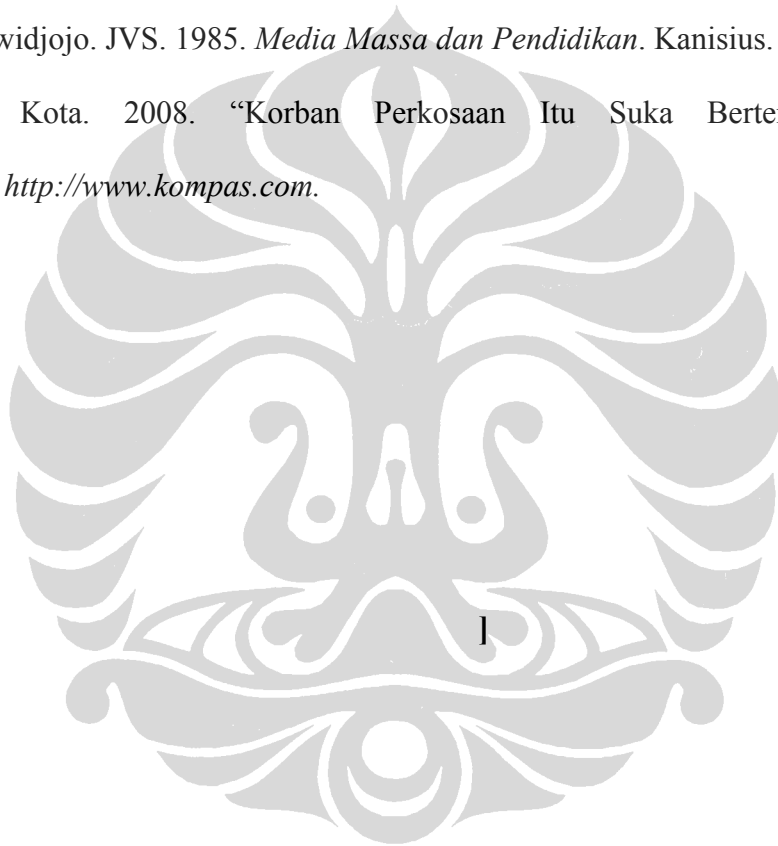 widjojo. JVS. 1985. Media Massa dan Pendidikan. Kanisius.
Kota. 2008. “Korban Perkosaan Itu Suka Berte
http://www.kompas.com.
]